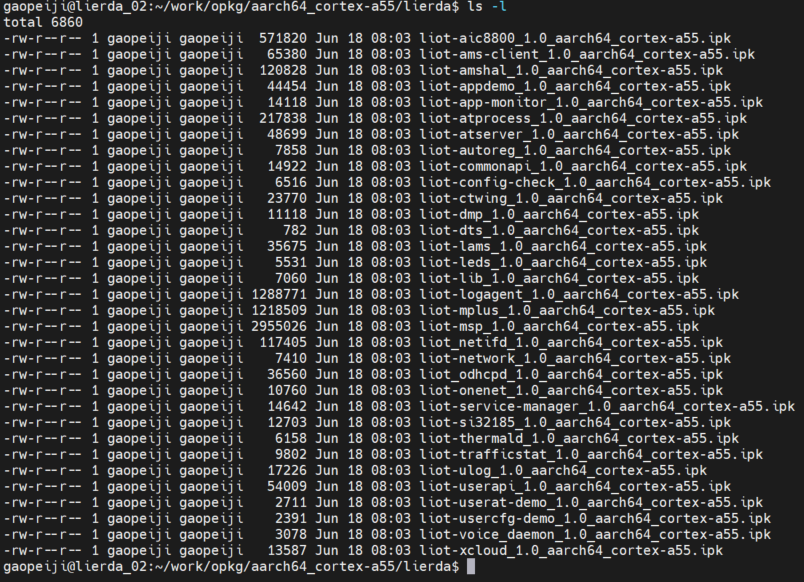 gaopeiji@lierda_02:~/work/opkg/aarch64_cortex-a55/lierda$ ls -l
total 6860
-rw-r--r-- 1 gaopeiji gaopeiji  571820 Jun 18 08:03 liot-aic8800_1.0_aarch64_cortex-a55.ipk
-rw-r--r-- 1 gaopeiji gaopeiji   65380 Jun 18 08:03 liot-ams-client_1.0_aarch64_cortex-a55.ipk
-rw-r--r-- 1 gaopeiji gaopeiji  120828 Jun 18 08:03 liot-amshal_1.0_aarch64_cortex-a55.ipk
-rw-r--r-- 1 gaopeiji gaopeiji   44454 Jun 18 08:03 liot-appdemo_1.0_aarch64_cortex-a55.ipk
-rw-r--r-- 1 gaopeiji gaopeiji   14118 Jun 18 08:03 liot-app-monitor_1.0_aarch64_cortex-a55.ipk
-rw-r--r-- 1 gaopeiji gaopeiji  217838 Jun 18 08:03 liot-atprocess_1.0_aarch64_cortex-a55.ipk
-rw-r--r-- 1 gaopeiji gaopeiji   48699 Jun 18 08:03 liot-atserver_1.0_aarch64_cortex-a55.ipk
-rw-r--r-- 1 gaopeiji gaopeiji    7858 Jun 18 08:03 liot-autoreg_1.0_aarch64_cortex-a55.ipk
-rw-r--r-- 1 gaopeiji gaopeiji   14922 Jun 18 08:03 liot-commonapi_1.0_aarch64_cortex-a55.ipk
-rw-r--r-- 1 gaopeiji gaopeiji    6516 Jun 18 08:03 liot-config-check_1.0_aarch64_cortex-a55.ipk
-rw-r--r-- 1 gaopeiji gaopeiji   23770 Jun 18 08:03 liot-ctwing_1.0_aarch64_cortex-a55.ipk
-rw-r--r-- 1 gaopeiji gaopeiji   11118 Jun 18 08:03 liot-dmp_1.0_aarch64_cortex-a55.ipk
-rw-r--r-- 1 gaopeiji gaopeiji     782 Jun 18 08:03 liot-dts_1.0_aarch64_cortex-a55.ipk
-rw-r--r-- 1 gaopeiji gaopeiji   35675 Jun 18 08:03 liot-lams_1.0_aarch64_cortex-a55.ipk
-rw-r--r-- 1 gaopeiji gaopeiji    5531 Jun 18 08:03 liot-leds_1.0_aarch64_cortex-a55.ipk
-rw-r--r-- 1 gaopeiji gaopeiji    7060 Jun 18 08:03 liot-lib_1.0_aarch64_cortex-a55.ipk
-rw-r--r-- 1 gaopeiji gaopeiji 1288771 Jun 18 08:03 liot-logagent_1.0_aarch64_cortex-a55.ipk
-rw-r--r-- 1 gaopeiji gaopeiji 1218509 Jun 18 08:03 liot-mplus_1.0_aarch64_cortex-a55.ipk
-rw-r--r-- 1 gaopeiji gaopeiji 2955026 Jun 18 08:03 liot-msp_1.0_aarch64_cortex-a55.ipk
-rw-r--r-- 1 gaopeiji gaopeiji  117405 Jun 18 08:03 liot_netifd_1.0_aarch64_cortex-a55.ipk
-rw-r--r-- 1 gaopeiji gaopeiji    7410 Jun 18 08:03 liot-network_1.0_aarch64_cortex-a55.ipk
-rw-r--r-- 1 gaopeiji gaopeiji   36560 Jun 18 08:03 liot_odhcpd_1.0_aarch64_cortex-a55.ipk
-rw-r--r-- 1 gaopeiji gaopeiji   10760 Jun 18 08:03 liot-onenet_1.0_aarch64_cortex-a55.ipk
-rw-r--r-- 1 gaopeiji gaopeiji   14642 Jun 18 08:03 liot-service-manager_1.0_aarch64_cortex-a55.ipk
-rw-r--r-- 1 gaopeiji gaopeiji   12703 Jun 18 08:03 liot-si32185_1.0_aarch64_cortex-a55.ipk
-rw-r--r-- 1 gaopeiji gaopeiji    6158 Jun 18 08:03 liot-thermald_1.0_aarch64_cortex-a55.ipk
-rw-r--r-- 1 gaopeiji gaopeiji    9802 Jun 18 08:03 liot-trafficstat_1.0_aarch64_cortex-a55.ipk
-rw-r--r-- 1 gaopeiji gaopeiji   17226 Jun 18 08:03 liot-ulog_1.0_aarch64_cortex-a55.ipk
-rw-r--r-- 1 gaopeiji gaopeiji   54009 Jun 18 08:03 liot-userapi_1.0_aarch64_cortex-a55.ipk
-rw-r--r-- 1 gaopeiji gaopeiji    2711 Jun 18 08:03 liot-userat-demo_1.0_aarch64_cortex-a55.ipk
-rw-r--r-- 1 gaopeiji gaopeiji    2391 Jun 18 08:03 liot-usercfg-demo_1.0_aarch64_cortex-a55.ipk
-rw-r--r-- 1 gaopeiji gaopeiji    3078 Jun 18 08:03 liot-voice_daemon_1.0_aarch64_cortex-a55.ipk
-rw-r--r-- 1 gaopeiji gaopeiji   13587 Jun 18 08:03 liot-xcloud_1.0_aarch64_cortex-a55.ipk
gaopeiji@lierda_02:~/work/opkg/aarch64_cortex-a55/lierda$